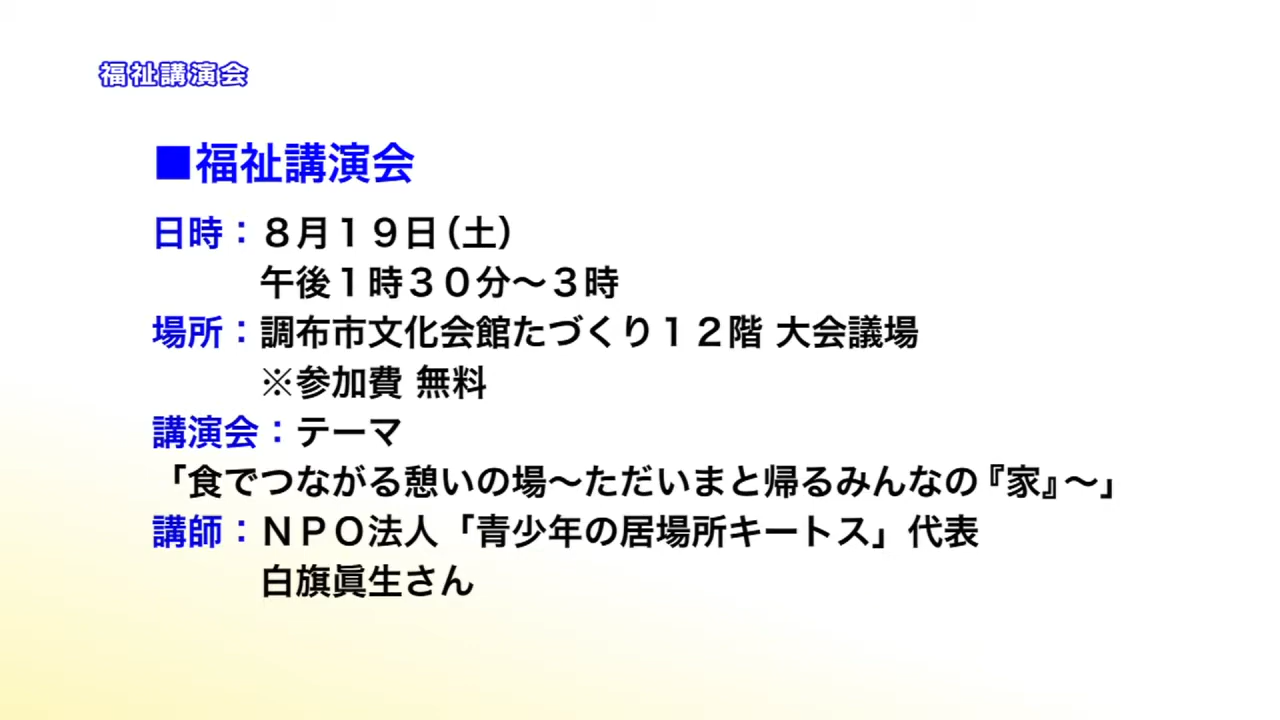 福祉講演会
■福祉講演会
日時：８月１９日（土）
午後１時３０分～３時
場所：調布市文化会館たづくり１２階 大会議場
※参加費 無料
講演会：テーマ
「食でつながる憩いの場～ただいまと帰るみんなの『家』～」
講師：ＮＰＯ法人「青少年の居場所キートス」代表
白旗眞生さん